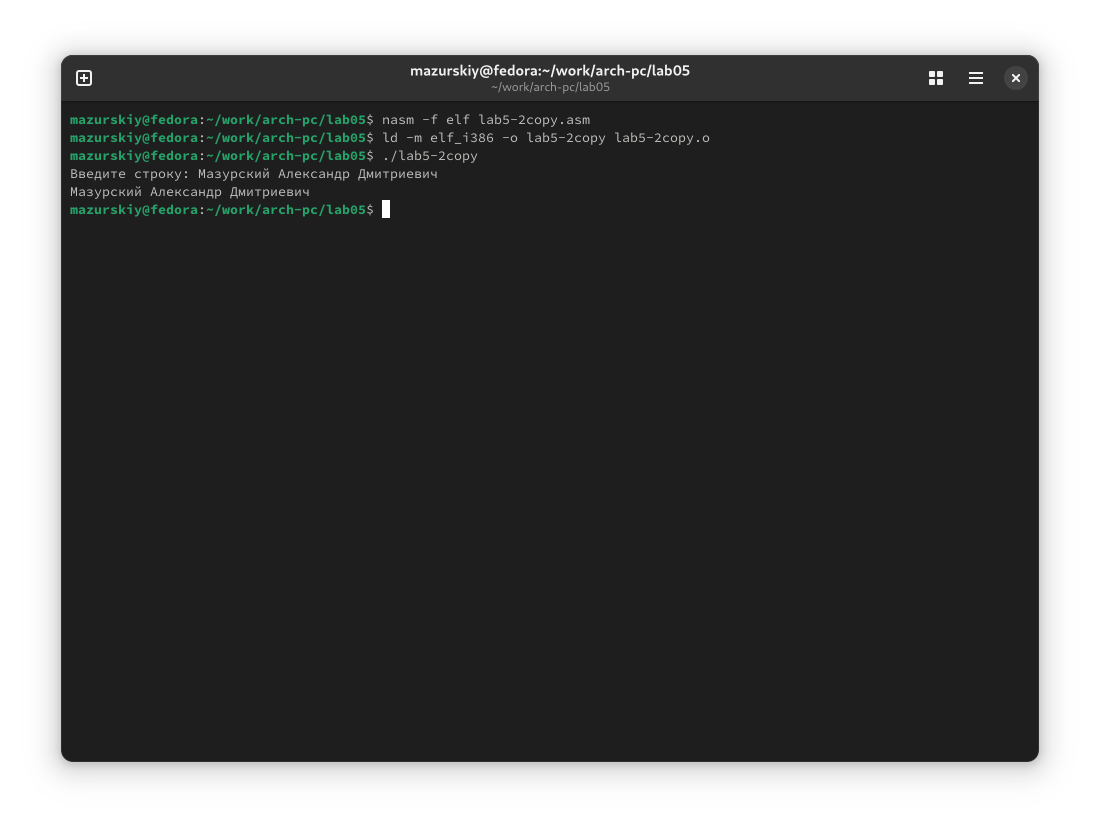 mazurskiy@fedora:~/work/arch-pc/lab05
~/work/arch-pc/lab05
mazurskiy@fedora:~/work/arch-pc/lab05$ nasm -f elf lab5-2copy.asm
mazurskiy@fedora:~/work/arch-pc/lab05$ ld -m elf_i386 -o lab5-2copy lab5-2copy.o
mazurskiy@fedora:~/work/arch-pc/lab05$ ./lab5-2copy
Введите строку: Мазурский Александр Дмитриевич
Мазурский Александр Дмитриевич
mazurskiy@fedora:~/work/arch-pc/lab05$